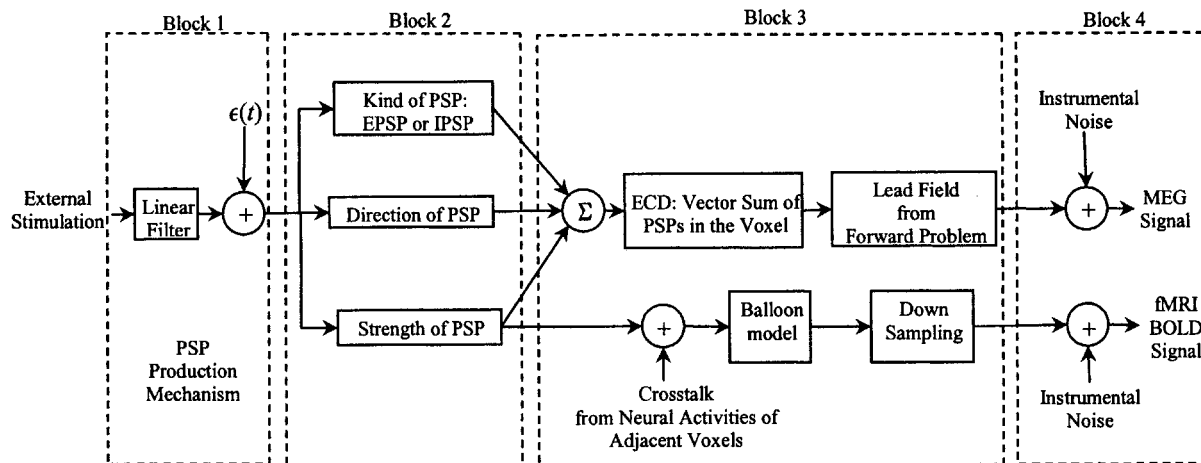 Block 1
Block 2
Block 3
Block 4
ϵ(t)
External
Stimulation
Linear
Filter
+
PSP
Production
Mechanism
Kind of PSP:
EPSP or IPSP
Direction of PSP
Strength of PSP
Σ
ECD: Vector Sum of
PSPs in the Voxel
Lead Field
from
Forward Problem
+
Crosstalk
from Neural Activities of
Adjacent Voxels
Balloon
model
Down
Sampling
Instrumental
Noise
+
MEG
Signal
+
fMRI
BOLD
Signal
Instrumental
Noise